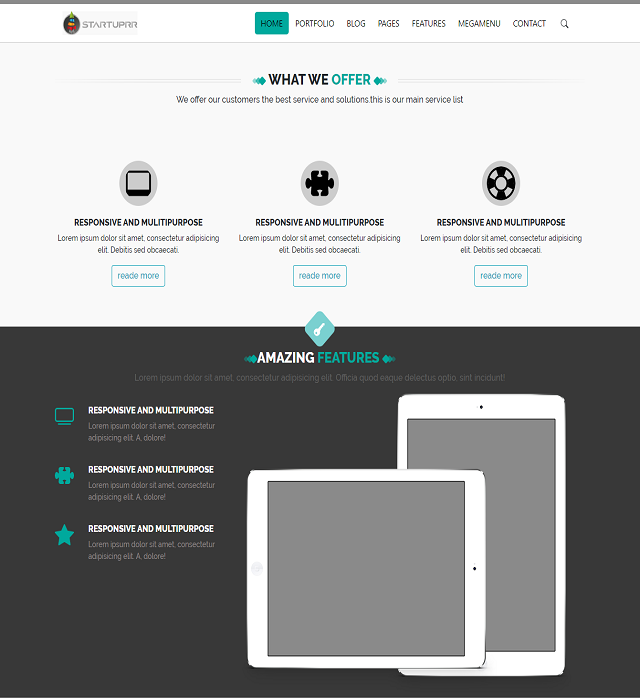 STARTUPRR
HOME PORTFOLIO BLOG PAGES FEATURES MEGAMENU CONTACT
WHAT WE OFFER
We offer our customers the best service and solutions.this is our main service list
RESPONSIVE AND MULITIPURPOSE
Lorem ipsum dolor sit amet, consectetur adipisicing
elit. Debitis sed obcaecati.
reade more
RESPONSIVE AND MULITIPURPOSE
Lorem ipsum dolor sit amet, consectetur adipisicing
elit. Debitis sed obcaecati.
reade more
RESPONSIVE AND MULITIPURPOSE
Lorem ipsum dolor sit amet, consectetur adipisicing
elit. Debitis sed obcaecati.
reade more
AMAZING FEATURES
Lorem ipsum dolor sit amet, consectetur adipisicing elit. Officia quod eaque delectus optio, sint incidunt!
RESPONSIVE AND MULTIPURPOSE
Lorem ipsum dolor sit amet, consectetur
adipisicing elit. A, dolore!
RESPONSIVE AND MULTIPURPOSE
Lorem ipsum dolor sit amet, consectetur
adipisicing elit. A, dolore!
RESPONSIVE AND MULTIPURPOSE
Lorem ipsum dolor sit amet, consectetur
adipisicing elit. A, dolore!